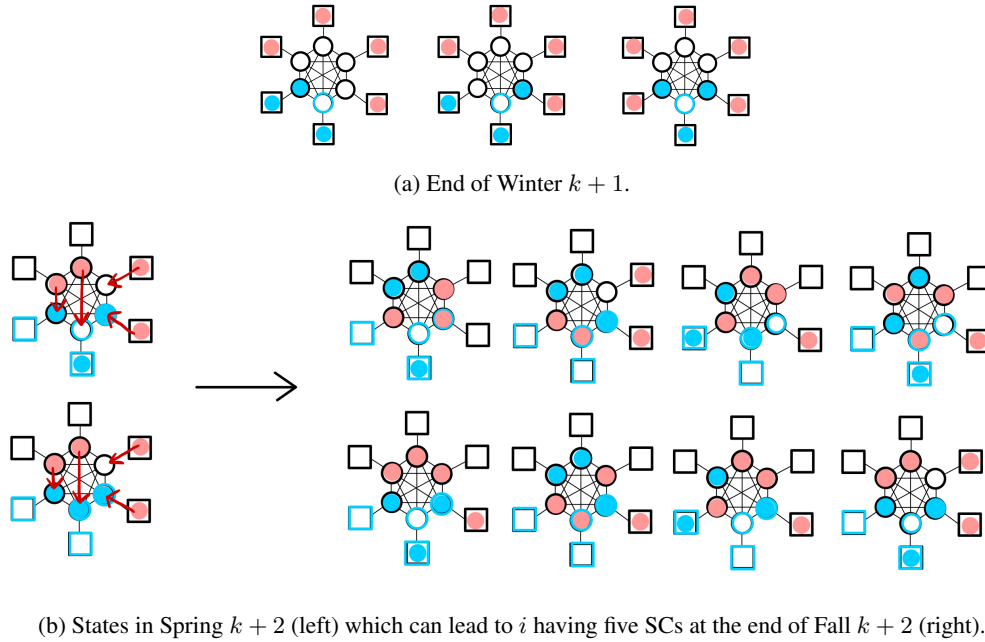 (a) End of Winter k + 1.
(b) States in Spring k + 2 (left) which can lead to i having five SCs at the end of Fall k + 2 (right).